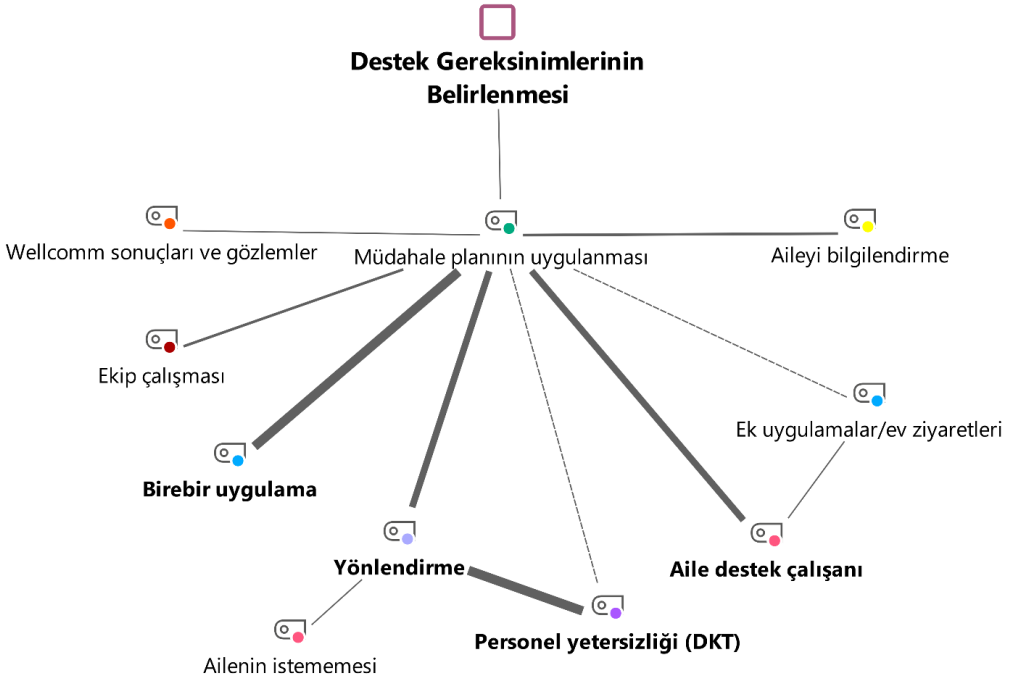 Destek Gereksinimlerinin
Belirlenmesi
Wellcomm sonuçları ve gözlemler
Müdahale planının uygulanması
Aileyi bilgilendirme
Ekip çalışması
Ek uygulamalar/ev ziyaretleri
Birebir uygulama
Yönlendirme
Aile destek çalışanı
Personel yetersizliği (DKT)
Ailenin istememesi